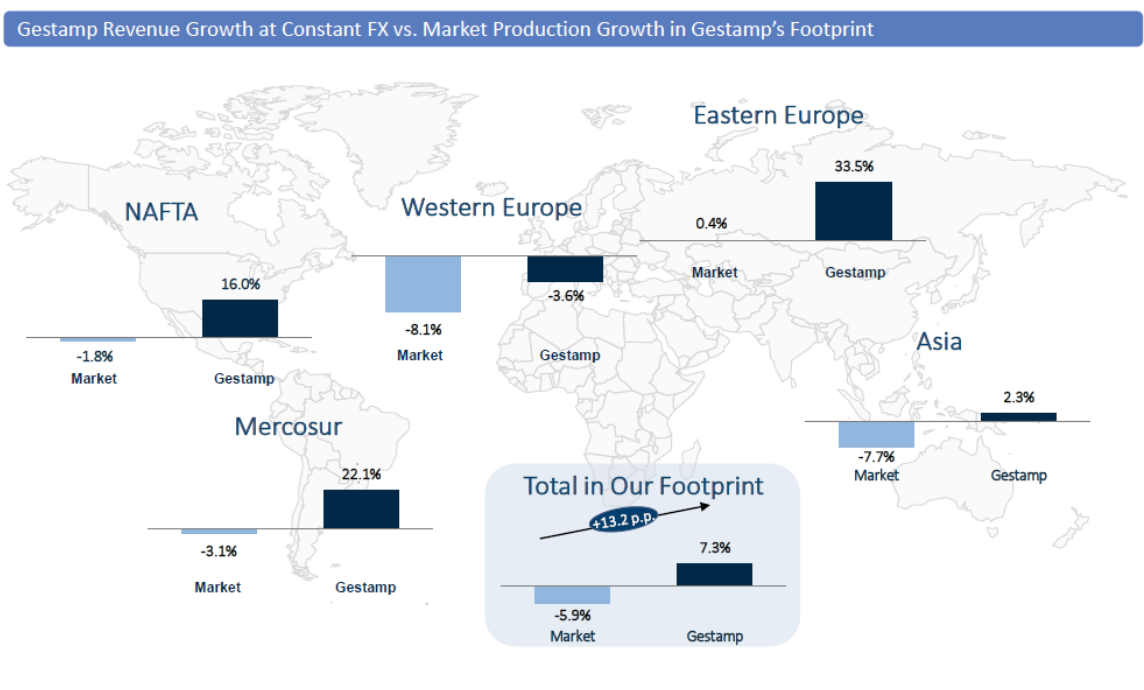 Gestamp Revenue Growth at Constant FX vs. Market Production Growth in Gestamp's Footprint
Eastern Europe
33.5%
0.4%
Market Gestamp
NAFTA
16.0%
-1.8%
Market Gestamp
Western Europe
-3.6%
-8.1%
Market Gestamp
Asia
2.3%
-7.7%
Market Gestamp
Mercosur
22.1%
-3.1%
Market Gestamp
Total in Our Footprint
+13.2 p.p.
7.3%
-5.9%
Market Gestamp